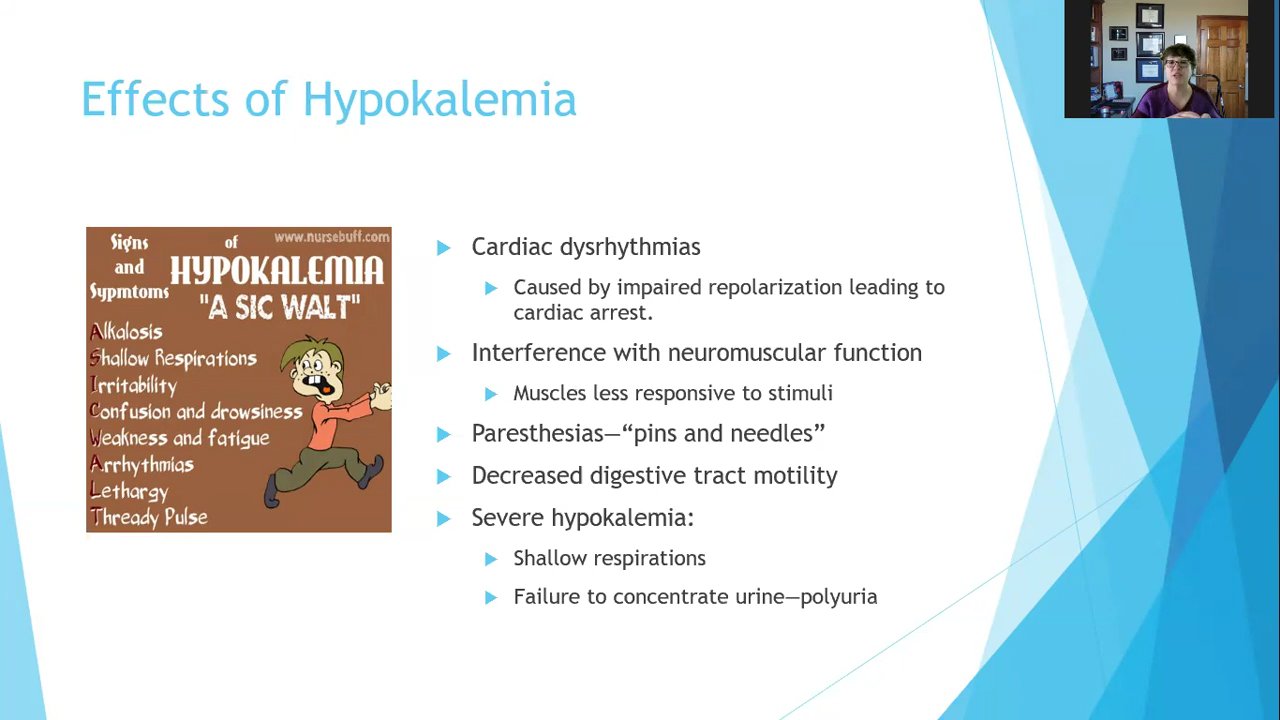 Effects of Hypokalemia
www.nursebuff.com
Signs of
and HYPOKALEMIA
Sypmtoms
"A SIC WALT"
Alkalosis
Shallow Respirations
Irritability
Confusion and drowsiness
Weakness and fatigue
Arrhythmias
Lethargy
Thready Pulse
Cardiac dysrhythmias
Caused by impaired repolarization leading to
cardiac arrest.
Interference with neuromuscular function
Muscles less responsive to stimuli
Paresthesias—“pins and needles”
Decreased digestive tract motility
Severe hypokalemia:
Shallow respirations
Failure to concentrate urine—polyuria